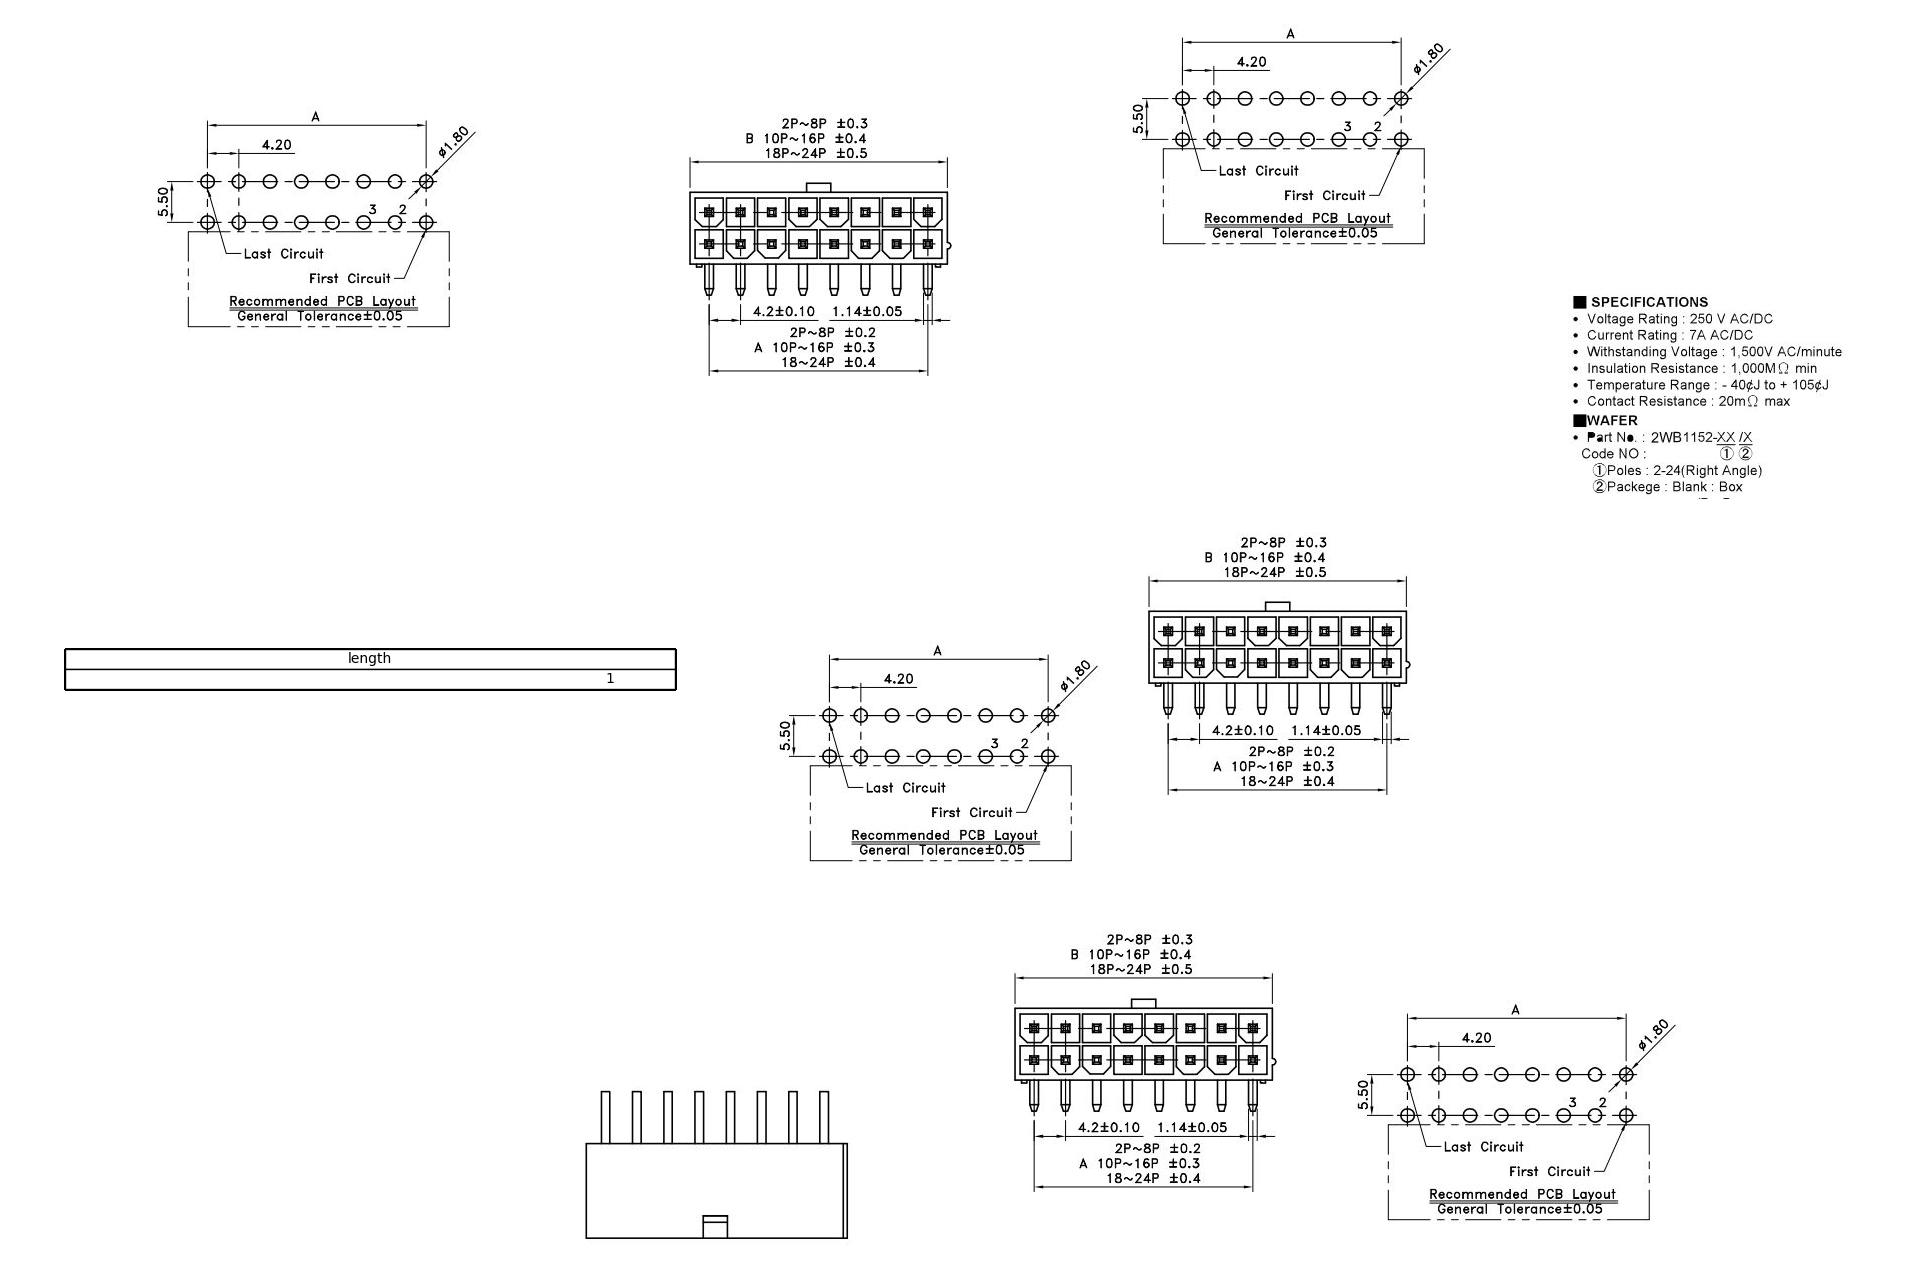 A
4.20
ø1.80
5.50
3 2
Last Circuit
First Circuit
Recommended PCB Layout
General Tolerance±0.05
A
4.20
ø1.80
5.50
3 2
Last Circuit
First Circuit
Recommended PCB Layout
General Tolerance±0.05
2P~8P ±0.3
B 10P~16P ±0.4
18P~24P ±0.5
4.2±0.10 1.14±0.05
2P~8P ±0.2
A 10P~16P ±0.3
18~24P ±0.4
■ SPECIFICATIONS
• Voltage Rating : 250 V AC/DC
• Current Rating : 7A AC/DC
• Withstanding Voltage : 1,500V AC/minute
• Insulation Resistance : 1,000MΩ min
• Temperature Range : - 40¢J to + 105¢J
• Contact Resistance : 20mΩ max
■WAFER
• Part No. : 2WB1152-XX /X
Code NO : ① ②
①Poles : 2-24(Right Angle)
②Packege : Blank : Box
2P~8P ±0.3
B 10P~16P ±0.4
18P~24P ±0.5
4.2±0.10 1.14±0.05
2P~8P ±0.2
A 10P~16P ±0.3
18~24P ±0.4
length
1
A
4.20
ø1.80
5.50
3 2
Last Circuit
First Circuit
Recommended PCB Layout
General Tolerance±0.05
2P~8P ±0.3
B 10P~16P ±0.4
18P~24P ±0.5
4.2±0.10 1.14±0.05
2P~8P ±0.2
A 10P~16P ±0.3
18~24P ±0.4
A
4.20
ø1.80
5.50
3 2
Last Circuit
First Circuit
Recommended PCB Layout
General Tolerance±0.05